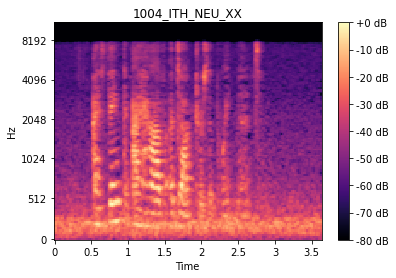 1004_ITH_NEU_XX
Hz
8192
4096
2048
1024
512
0
0 0.5 1 1.5 2 2.5 3 3.5
Time
+0 dB
-10 dB
-20 dB
-30 dB
-40 dB
-50 dB
-60 dB
-70 dB
-80 dB